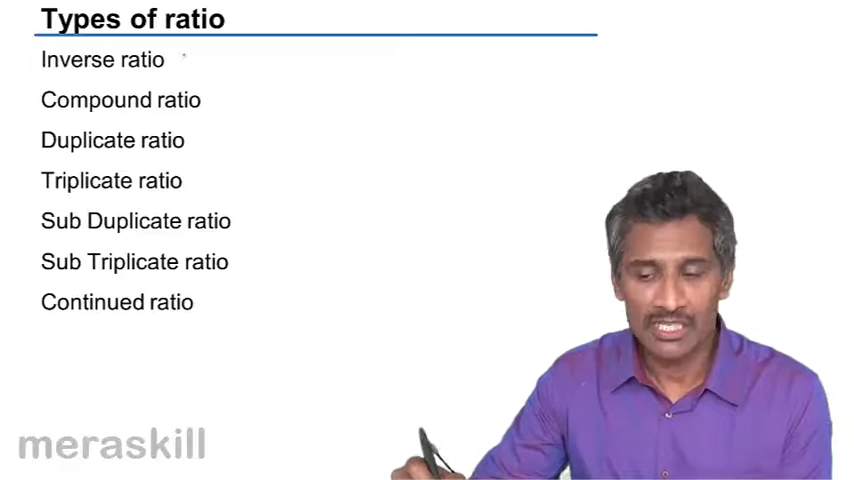 Types of ratio
Inverse ratio
Compound ratio
Duplicate ratio
Triplicate ratio
Sub Duplicate ratio
Sub Triplicate ratio
Continued ratio
meraskill